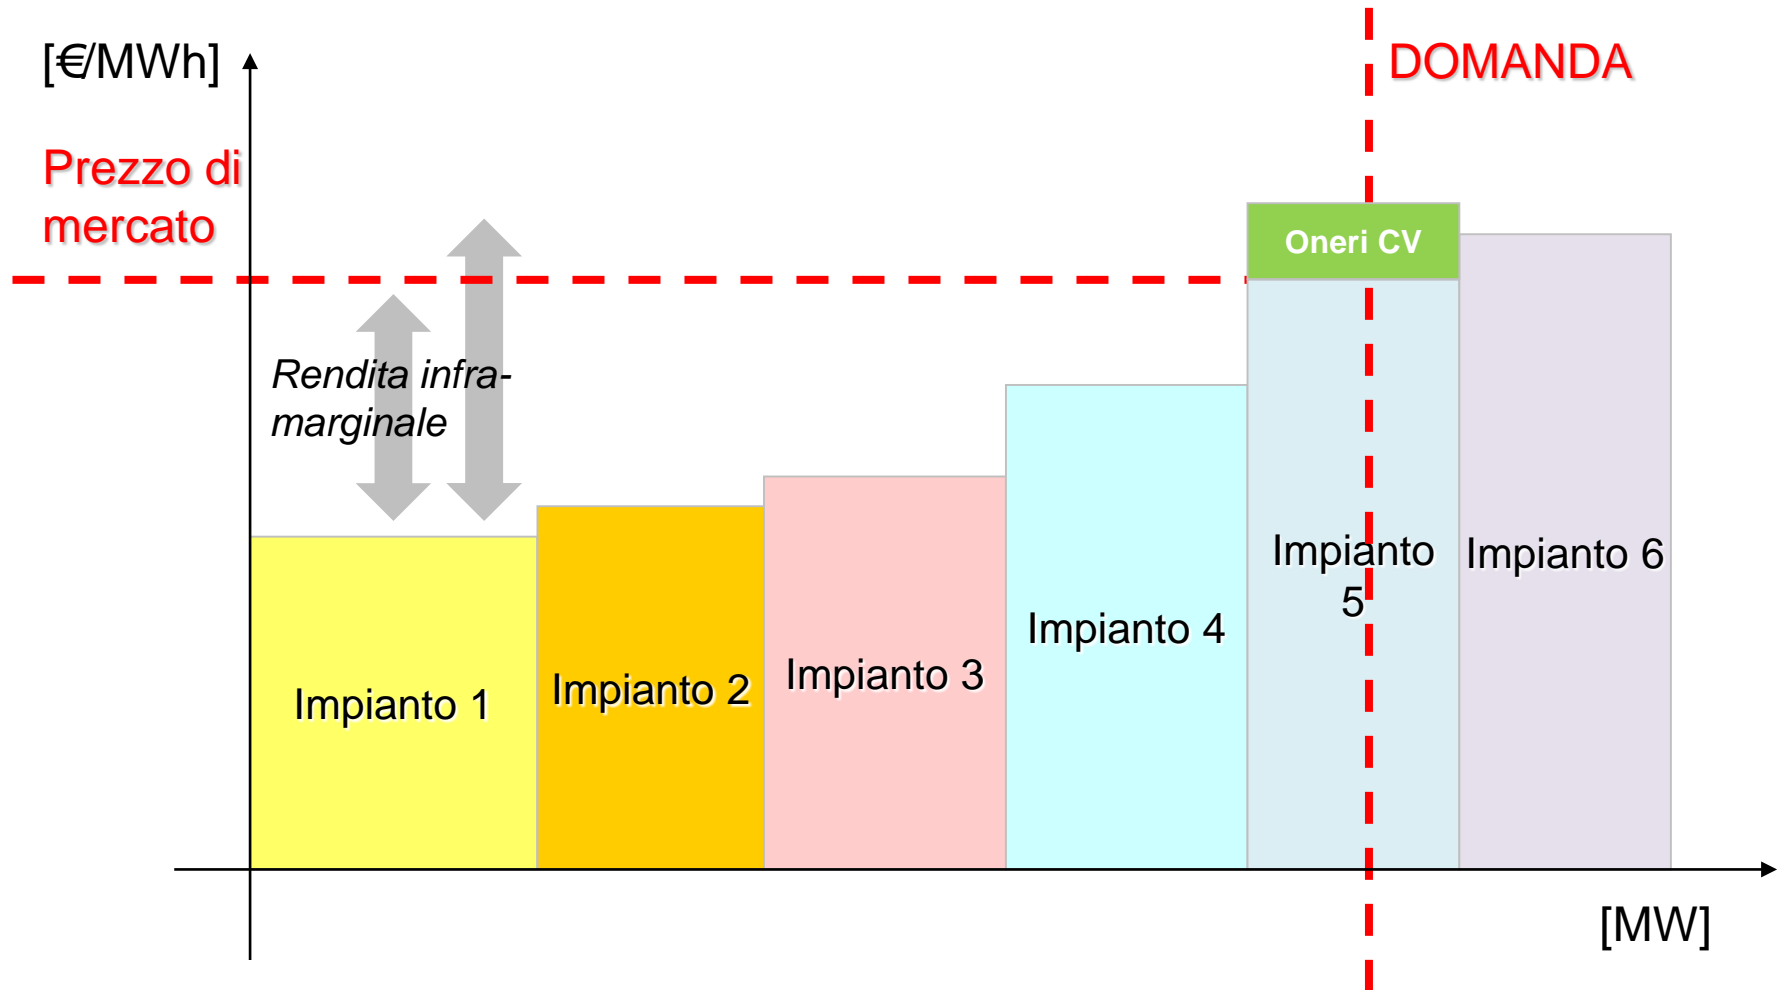 [€/MWh]
DOMANDA
Prezzo di
mercato
Oneri CV
Rendita infra-
marginale
Impianto 1
Impianto 2
Impianto 3
Impianto 4
Impianto
5
Impianto 6
[MW]